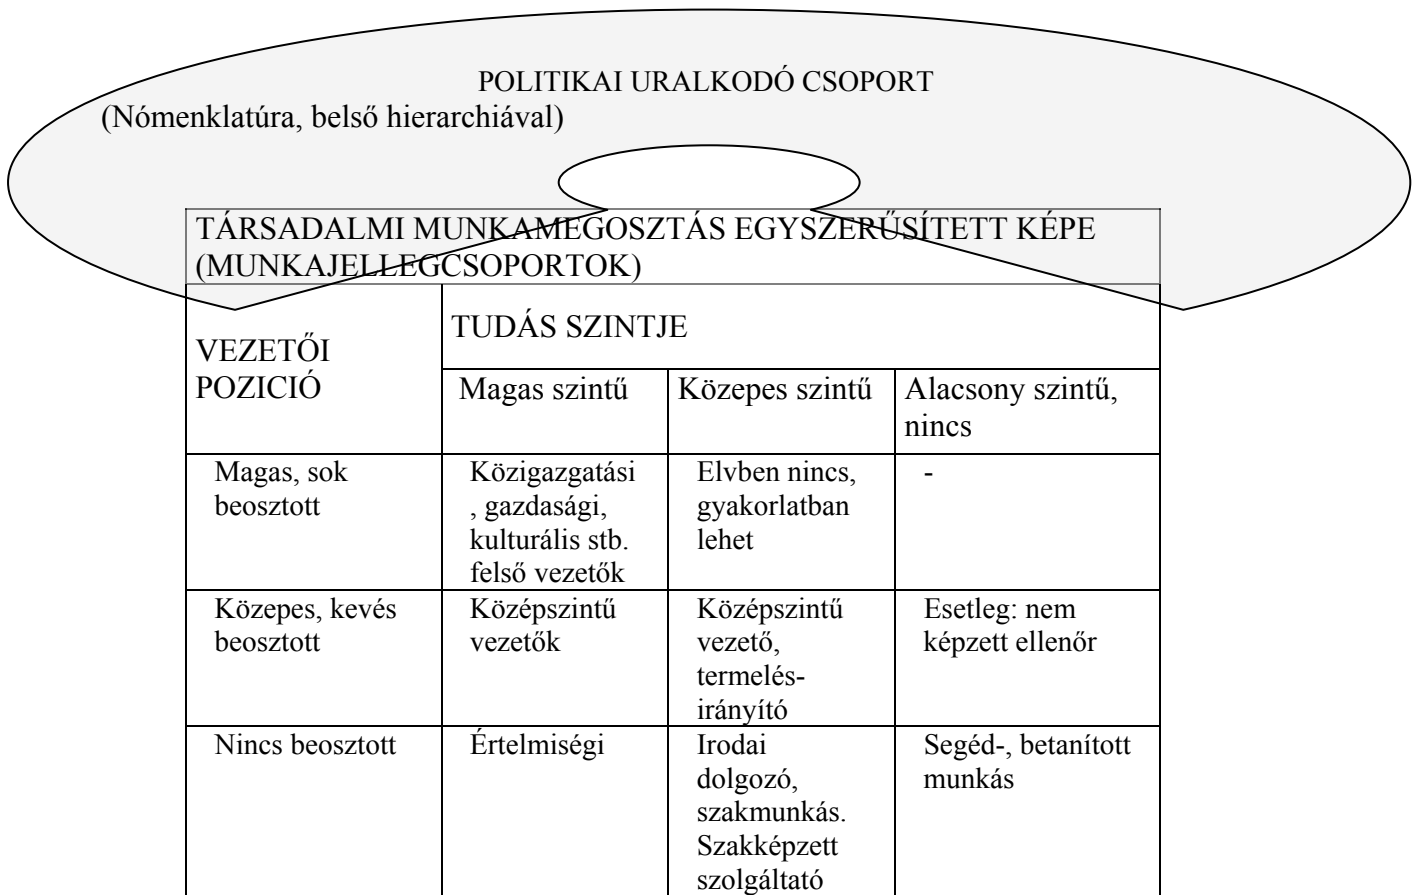 POLITIKAI URALKODÓ CSOPORT
(Nómenklatúra, belső hierarchiával)
TÁRSADALMI MUNKAMEGOSZTÁS EGYSZERŰSÍTETT KÉPE
(MUNKAJELLEGCSOPORTOK)
VEZETŐI
POZICIÓ
TUDÁS SZINTJE
Magas szintű
Közepes szintű
Alacsony szintű,
nincs
Magas, sok
beosztott
Közigazgatási
, gazdasági,
kulturális stb.
felső vezetők
Elvben nincs,
gyakorlatban
lehet
-
Közepes, kevés
beosztott
Középszintű
vezetők
Középszintű
vezető,
termelés-
irányító
Esetleg: nem
képzett ellenőr
Nincs beosztott
Értelmiségi
Irodai
dolgozó,
szakmunkás.
Szakképzett
szolgáltató
Segéd-, betanított
munkás